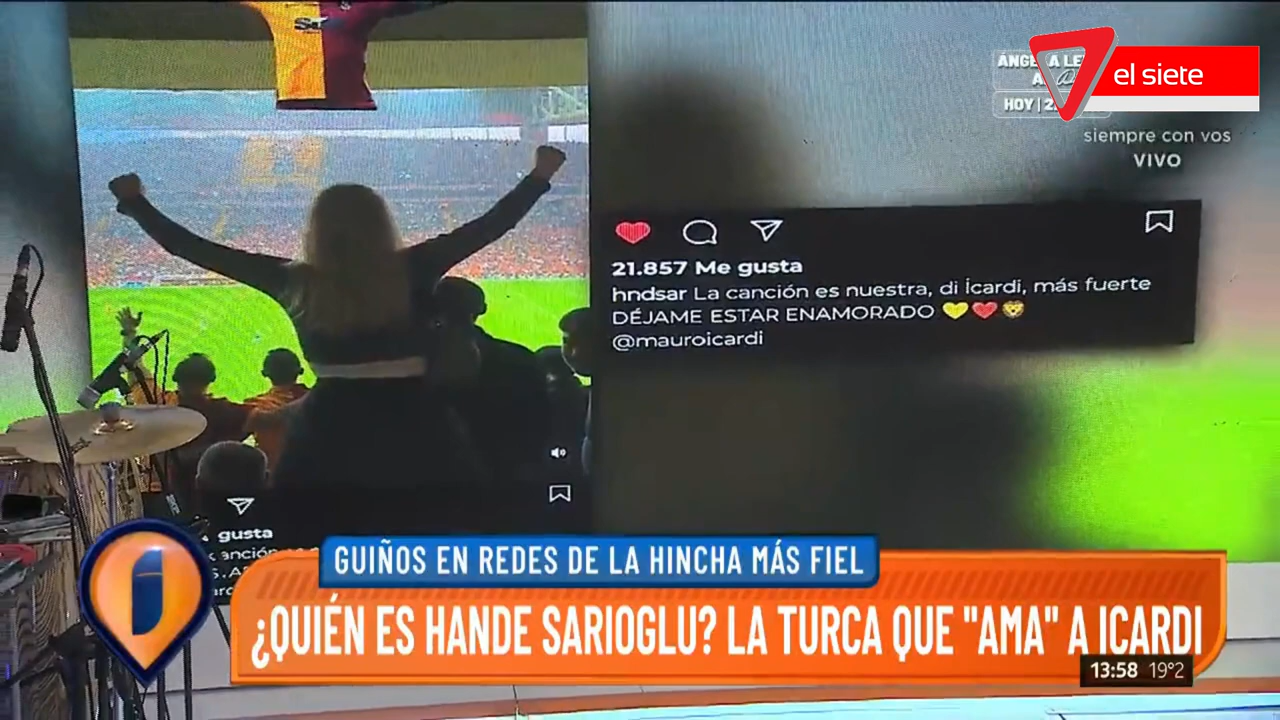 el siete
HOY
siempre con vos
VIVO
21.857 Me gusta
hndsar La canción es nuestra, di İcardi, más fuerte
DÉJAME ESTAR ENAMORADO 💛❤️🦁
@mauroicardi
gusta
GUIÑOS EN REDES DE LA HINCHA MÁS FIEL
¿QUIÉN ES HANDE SARIOGLU? LA TURCA QUE "AMA" A ICARDI
13:58 19º2